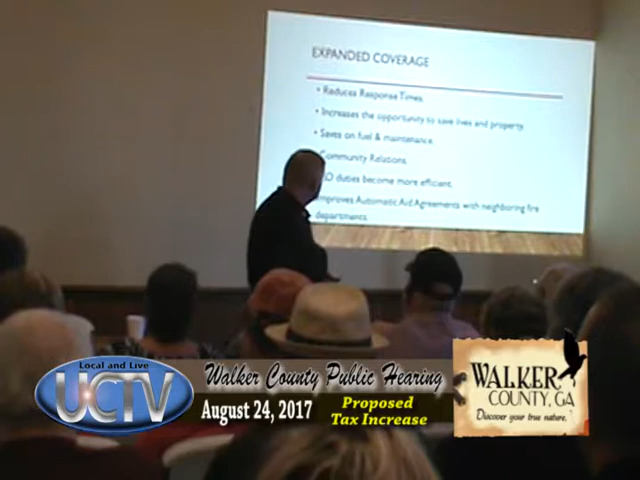 EXPANDED COVERAGE
• Reduces Response Times.
• Increases the opportunity to save lives and property.
• Saves on fuel & maintenance.
Community Relations.
O duties become more efficient.
mproves Automatic Aid Agreements with neighboring fire
departments.
Local and Live
UCTV
Walker County Public Hearing
August 24, 2017
Proposed
Tax Increase
WALKER
COUNTY, GA
Discover your true nature.